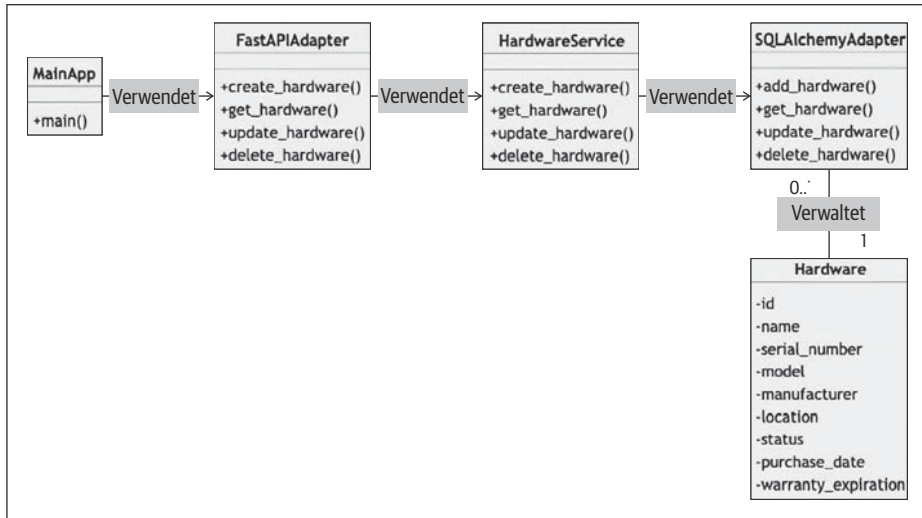 MainApp
+main()
Verwendet
FastAPIAdapter
+create_hardware()
+get_hardware()
+update_hardware()
+delete_hardware()
Verwendet
HardwareService
+create_hardware()
+get_hardware()
+update_hardware()
+delete_hardware()
Verwendet
SQLAlchemyAdapter
+add_hardware()
+get_hardware()
+update_hardware()
+delete_hardware()
0..*
Verwaltet
1
Hardware
-id
-name
-serial_number
-model
-manufacturer
-location
-status
-purchase_date
-warranty_expiration